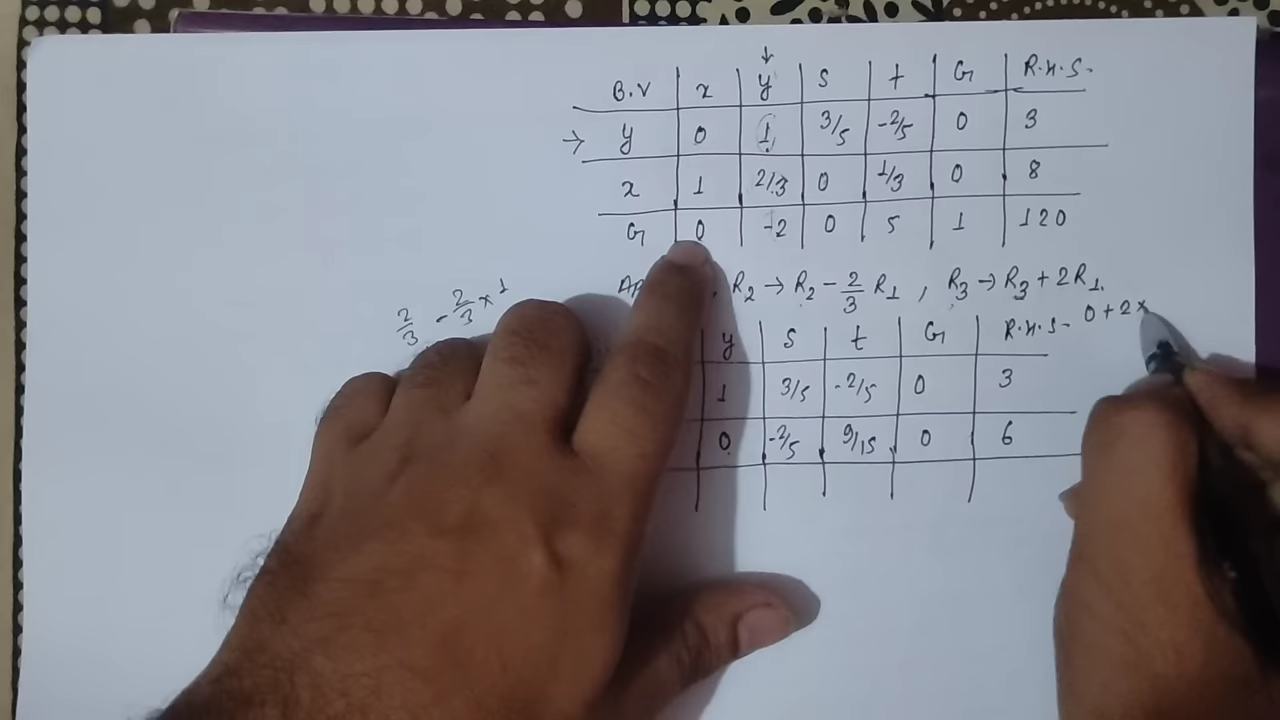 ↓
B.V x y S t G R.H.S.
→ y 0 1 3/5 -2/5 0 3
x 1 2/3 0 1/3 0 8
G 0 -2 0 5 1 120
R2 → R2 - 2/3 R1 , R3 → R3 + 2R1.
2/3 - 2/3 x 1
y S t G R.H.S- 0 + 2x
1 3/5 -2/5 0 3
0 -2/5 9/15 0 6